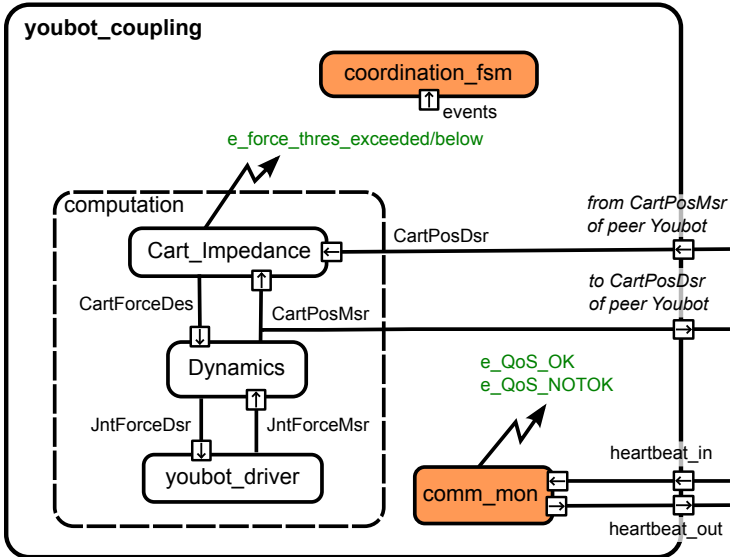 youbot_coupling
coordination_fsm
events
e_force_thres_exceeded/below
computation
from CartPosMsr
of peer Youbot
Cart_Impedance
CartPosDsr
to CartPosDsr
of peer Youbot
CartForceDes
CartPosMsr
Dynamics
e_QoS_OK
e_QoS_NOTOK
JntForceDsr
JntForceMsr
heartbeat_in
youbot_driver
comm_mon
heartbeat_out